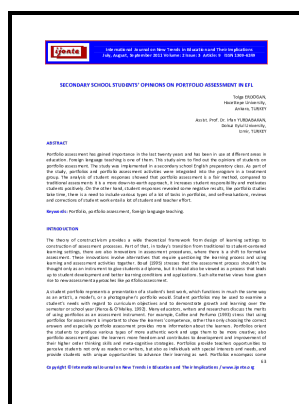 ijonte
International Journal on New Trends in Education and Their Implications
July, August, September 2011 Volume: 2 Issue: 3 Article: 9 ISSN 1309-6249
SECONDARY SCHOOL STUDENTS' OPINIONS ON PORTFOLIO ASSESSMENT IN EFL
Tolga ERDOGAN,
Hacettepe University,
Ankara, TURKEY
Assist. Prof. Dr. Irfan YURDABAKAN,
Dokuz Eylul University,
Izmir, TURKEY
ABSTRACT
Portfolio assessment has gained importance in the last twenty and has been in use of different areas in
education. Foreign language teaching is one of them. This study aims to find out the opinions of students on
portfolio assessment. The study was implemented in a secondary school English preparatory class. As part of
the study, portfolios and portfolio assessment activities were integrated into the program in a treatment
group. The analysis of student responses showed that portfolio assessment is a fair method, compared to
traditional assessments it is a more down-to-earth approach, it increases student responsibility and motivates
students positively. On the other hand, student responses revealed some negative results, like portfolio studies
take time, there is a need to include various types of a lot of tasks in portfolios, and self-evaluations, reviews
and corrections of student work entail a lot of student and teacher effort.
Keywords: Portfolio, portfolio assessment, foreign language teaching.
INTRODUCTION
The theory of constructivism provides a wide theoretical framework from design of learning settings to
construction of assessment processes. Part of that, in today's transition from traditional to student-centered
learning settings, there are also innovations in assessment procedures, where there is a shift to formative
assessment. These innovations involve alternatives that require questioning the learning process and using
learning and assessment activities together. Boud (1995) stresses that the assessment process shouldn't be
thought only as an instrument to give students a diploma, but it should also be viewed as a process that leads
up to student development and better learning conditions and applications. Such alternative views have given
rise to new assessment approaches like portfolio assessment.
A student portfolio represents a presentation of a student's best work, which functions in much the same way
as an artist's, a model's, or a photographer's portfolio would. Student portfolios may be used to examine a
student's needs with regard to curriculum objectives and to demonstrate growth and learning over the
semester or school year (Pierce & O'Malley, 1992). Many educators, writers and researchers discuss the merits
of using portfolios as an assessment instrument. For example, Coffee and Perfumo (1993) stress that using
portfolios for assessment is important to show the learners' competence, rather than only choosing the correct
answers and especially portfolio assessment provides more information about the learners. Portfolios orient
the students to produce various types of more authentic work and urge them to be more creative; also
portfolio assessment gives the learners more freedom and contributes to development and improvement of
their higher order thinking skills and meta-cognitive strategies. Portfolios provide teachers opportunities to
perceive students not only as readers or writers, but also as individuals with special interests and needs, and
provide students with unique opportunities to advance their learning as well. Portfolios encompass some
63
Copyright © International Journal on New Trends in Education and Their Implications / www.ijonte.org